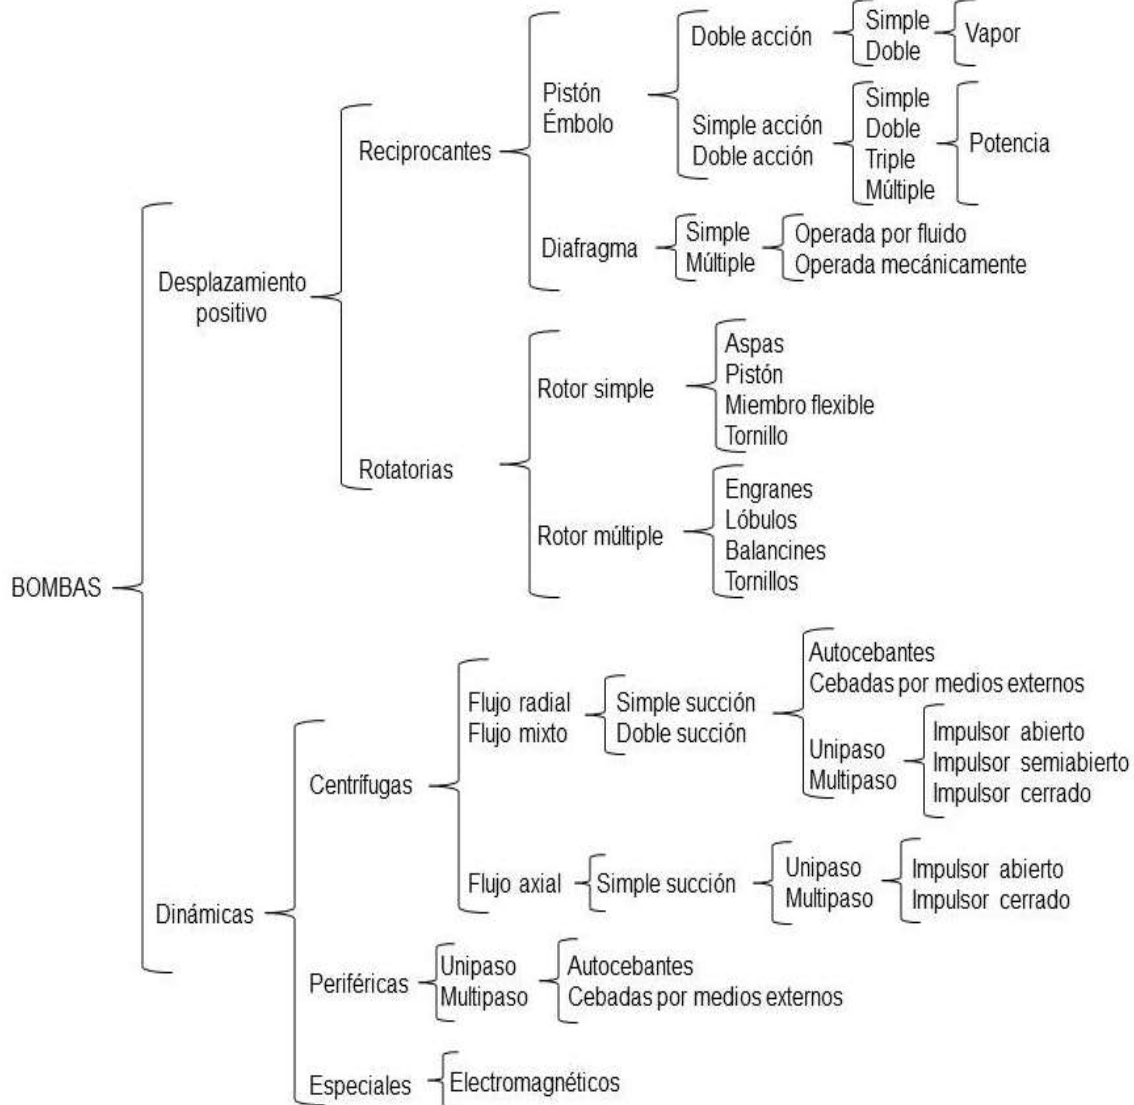 BOMBAS
Desplazamiento
positivo
Reciprocantes
Pistón
Émbolo
Doble acción
Simple
Doble
Vapor
Simple acción
Doble acción
Simple
Doble
Triple
Múltiple
Potencia
Diafragma
Simple
Múltiple
Operada por fluido
Operada mecánicamente
Rotatorias
Rotor simple
Aspas
Pistón
Miembro flexible
Tornillo
Rotor múltiple
Engranes
Lóbulos
Balancines
Tornillos
Dinámicas
Centrífugas
Flujo radial
Flujo mixto
Simple succión
Doble succión
Autocebantes
Cebadas por medios externos
Unipaso
Multipaso
Impulsor abierto
Impulsor semiabierto
Impulsor cerrado
Flujo axial
Simple succión
Unipaso
Multipaso
Impulsor abierto
Impulsor cerrado
Periféricas
Unipaso
Multipaso
Autocebantes
Cebadas por medios externos
Especiales
Electromagnéticos